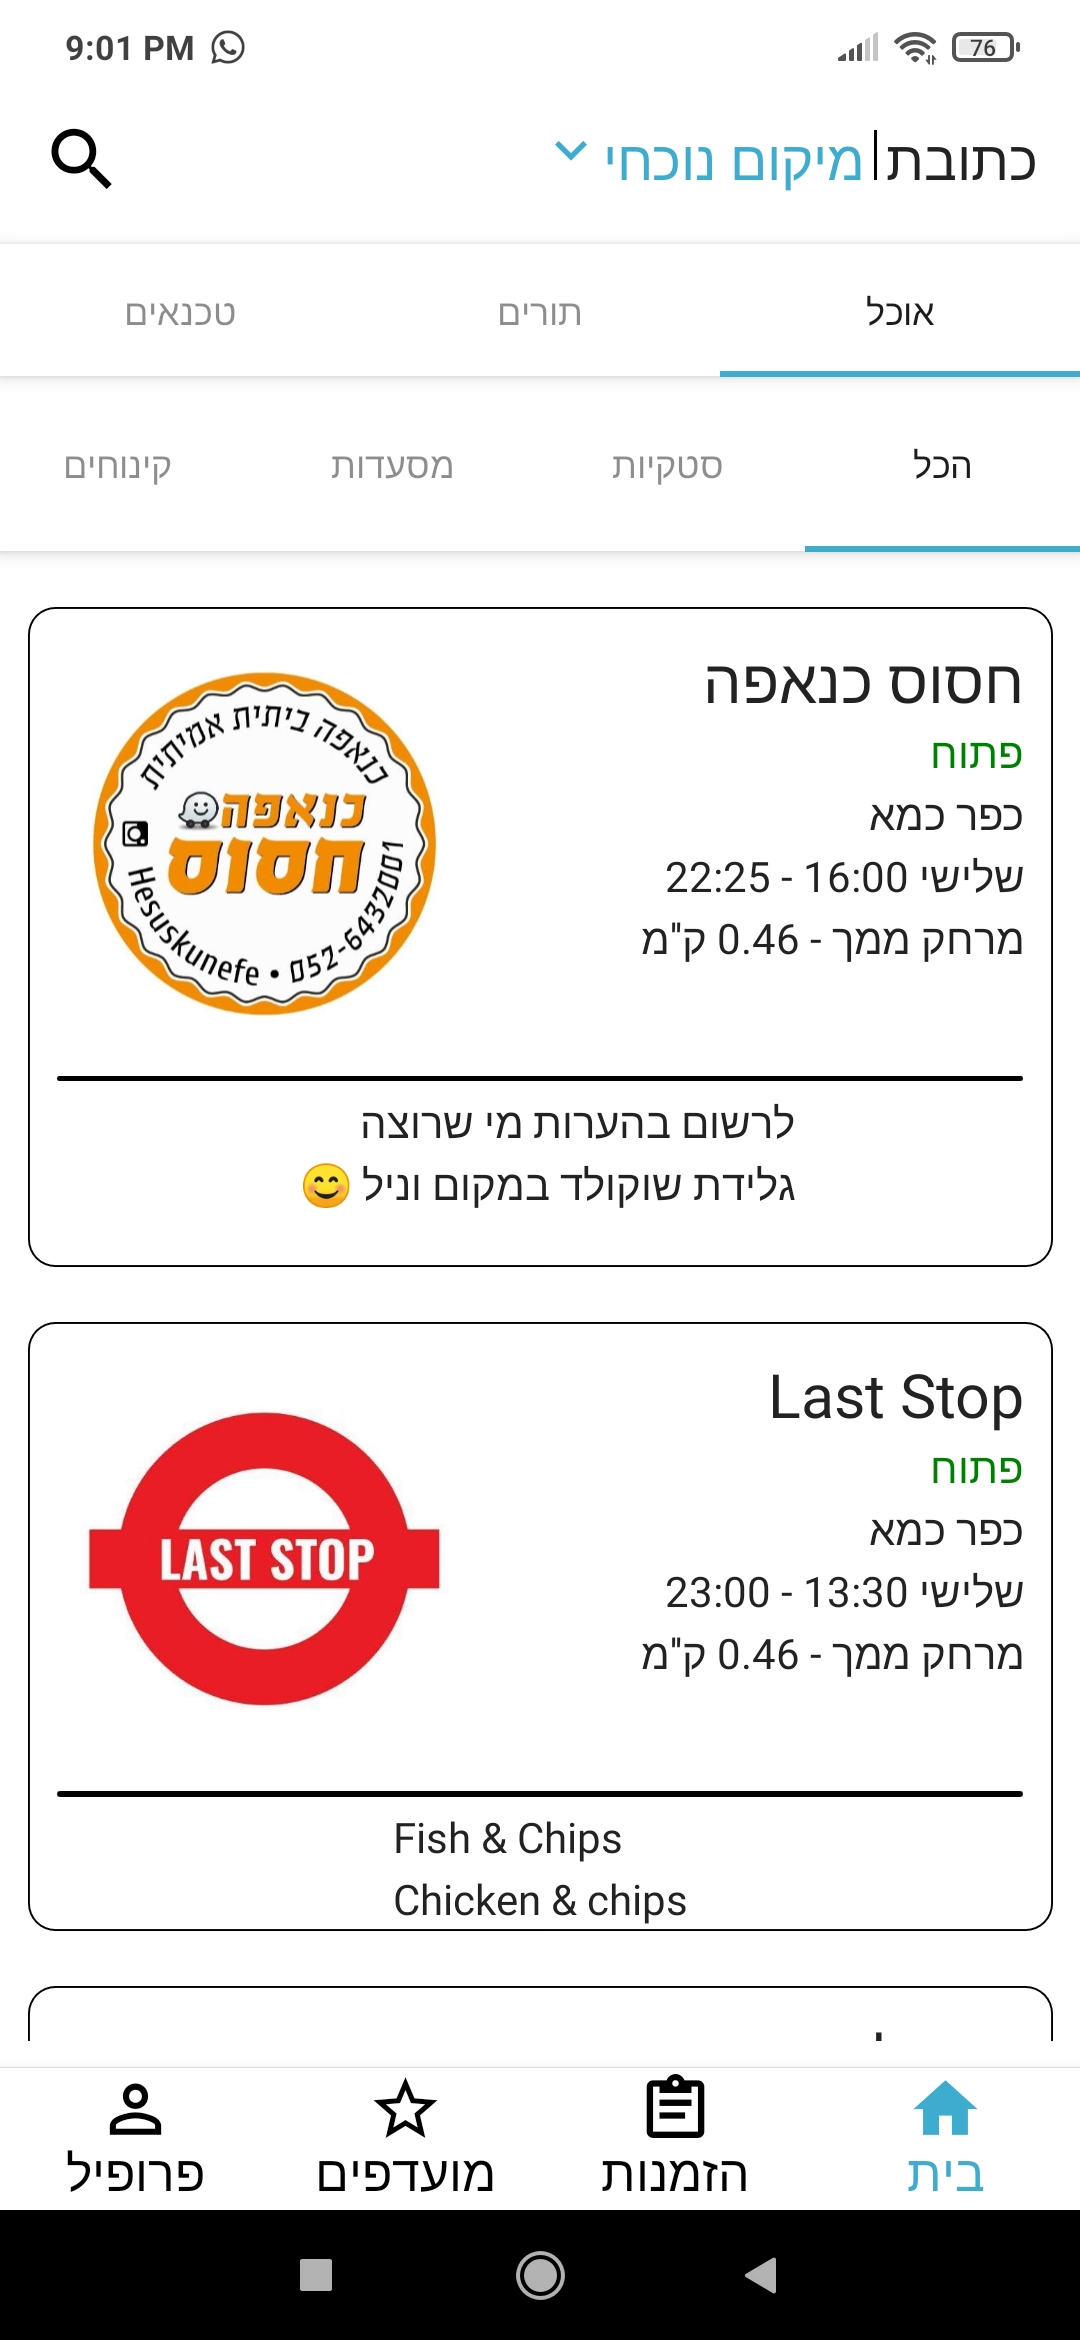 9:01 PM
76
כתובת|מיקום נוכחי
אוכל
תורים
טכנאים
הכל
סטקיות
מסעדות
קינוחים
חסוס כנאפה
פתוח
כפר כמא
שלישי 16:00 - 22:25
מרחק ממך - 0.46 ק"מ
כנאפה ביתית אמיתית
כנאפה
חסוס
Hesuskunefe • 052-6432001
לרשום בהערות מי שרוצה
גלידת שוקולד במקום וניל 😊
Last Stop
פתוח
כפר כמא
שלישי 13:30 - 23:00
מרחק ממך - 0.46 ק"מ
LAST STOP
Fish & Chips
Chicken & chips
בית
הזמנות
מועדפים
פרופיל